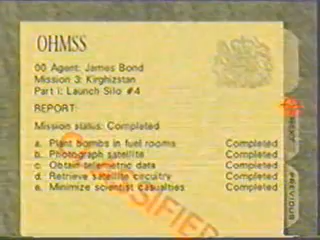 OHMSS
00 Agent: James Bond
Mission 3: Kirghizstan
Part I: Launch Silo #4
REPORT:
Mission status: Completed
a. Plant bombs in fuel rooms Completed
b. Photograph satellite Completed
c. Obtain telemetric data Completed
d. Retrieve satellite circuitry Completed
e. Minimize scientist casualties Completed
CLASSIFIED
NEXT
PREVIOUS